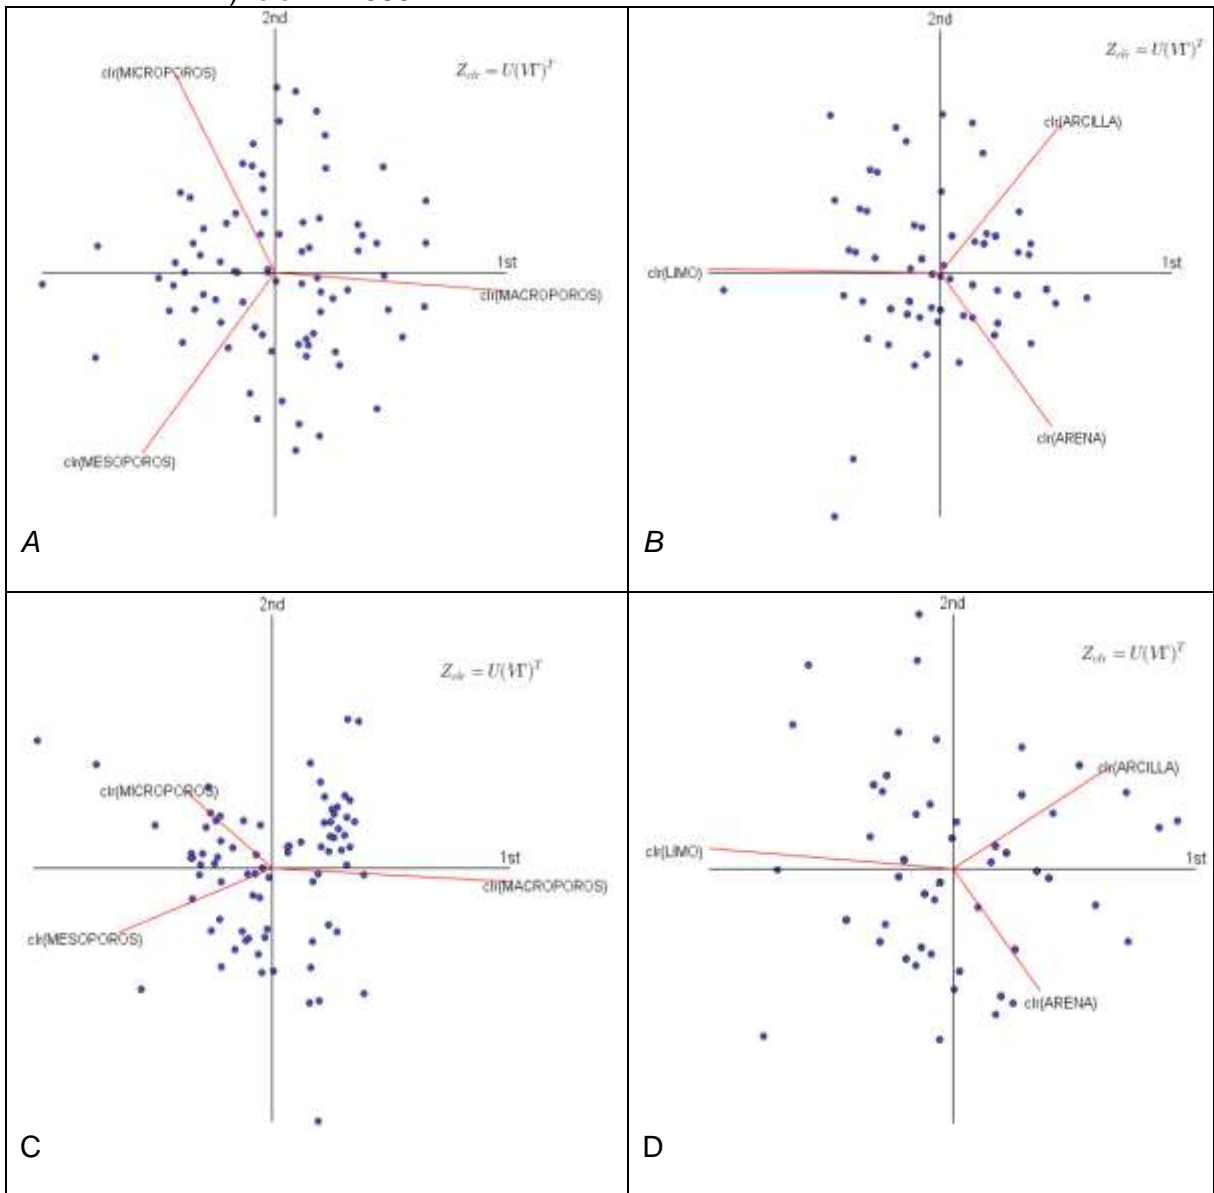 2nd
clr(MICROPOROS)
Z_clr = U(VΓ)^T
1st
clr(MACROPOROS)
clr(MESOPOROS)
A
2nd
Z_clr = U(VΓ)^T
clr(ARCILLA)
1st
clr(LIMO)
clr(ARENA)
B
2nd
Z_clr = U(VΓ)^T
clr(MICROPOROS)
1st
clr(MACROPOROS)
clr(MESOPOROS)
C
2nd
Z_clr = U(VΓ)^T
clr(ARCILLA)
clr(LIMO)
1st
clr(ARENA)
D